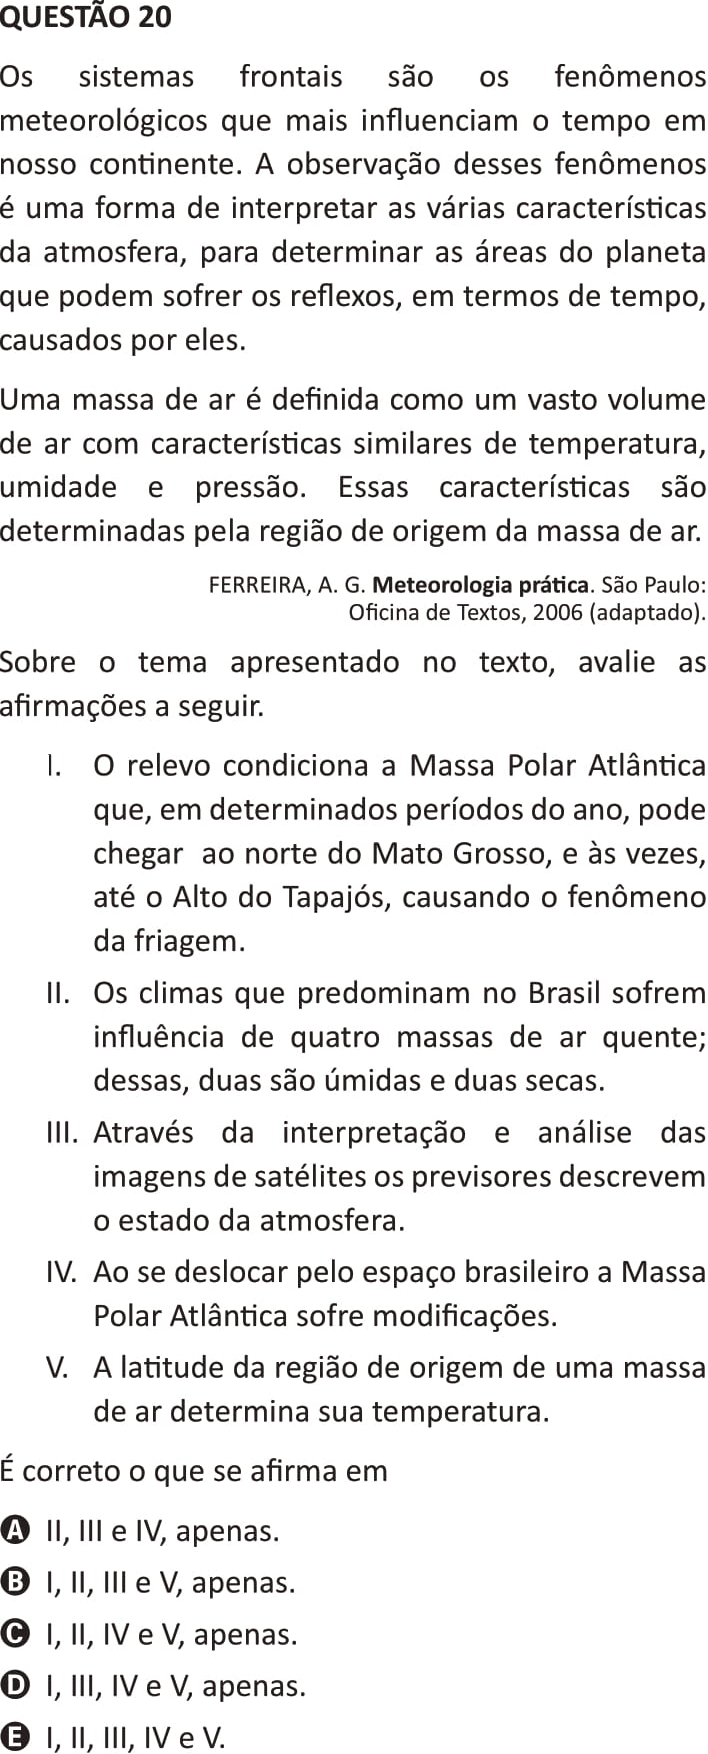 QUESTÃO 20
Os sistemas frontais são os fenômenos
meteorológicos que mais influenciam o tempo em
nosso continente. A observação desses fenômenos
é uma forma de interpretar as várias características
da atmosfera, para determinar as áreas do planeta
que podem sofrer os reflexos, em termos de tempo,
causados por eles.
Uma massa de ar é definida como um vasto volume
de ar com características similares de temperatura,
umidade e pressão. Essas características são
determinadas pela região de origem da massa de ar.
FERREIRA, A. G. Meteorologia prática. São Paulo:
Oficina de Textos, 2006 (adaptado).
Sobre o tema apresentado no texto, avalie as
afirmações a seguir.
I. O relevo condiciona a Massa Polar Atlântica
que, em determinados períodos do ano, pode
chegar ao norte do Mato Grosso, e às vezes,
até o Alto do Tapajós, causando o fenômeno
da friagem.
II. Os climas que predominam no Brasil sofrem
influência de quatro massas de ar quente;
dessas, duas são úmidas e duas secas.
III. Através da interpretação e análise das
imagens de satélites os previsores descrevem
o estado da atmosfera.
IV. Ao se deslocar pelo espaço brasileiro a Massa
Polar Atlântica sofre modificações.
V. A latitude da região de origem de uma massa
de ar determina sua temperatura.
É correto o que se afirma em
A II, III e IV, apenas.
B I, II, III e V, apenas.
C I, II, IV e V, apenas.
D I, III, IV e V, apenas.
E I, II, III, IV e V.